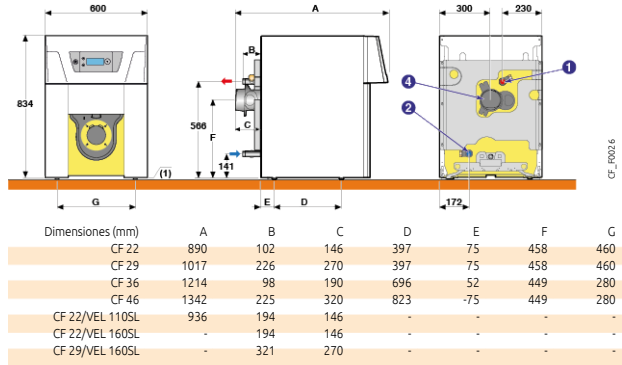 600
A
300
230
B
1
834
4
566
C
F
2
141
(1)
CF_F0026
G
E
D
172
Dimensiones (mm) A B C D E F G
CF 22 890 102 146 397 75 458 460
CF 29 1017 226 270 397 75 458 460
CF 36 1214 98 190 696 52 449 280
CF 46 1342 225 320 823 -75 449 280
CF 22/VEL 110SL 936 194 146 - - - -
CF 22/VEL 160SL - 194 146 - - - -
CF 29/VEL 160SL - 321 270 - - - -